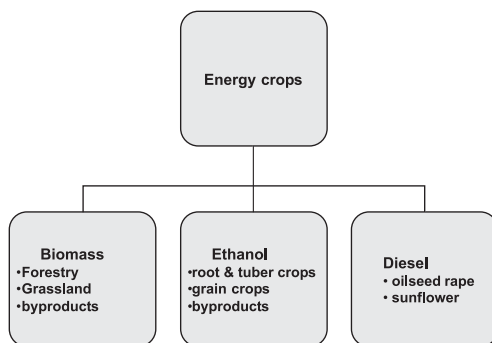 Energy crops
Biomass
•Forestry
•Grassland
•byproducts
Ethanol
•root & tuber crops
•grain crops
•byproducts
Diesel
• oilseed rape
• sunflower